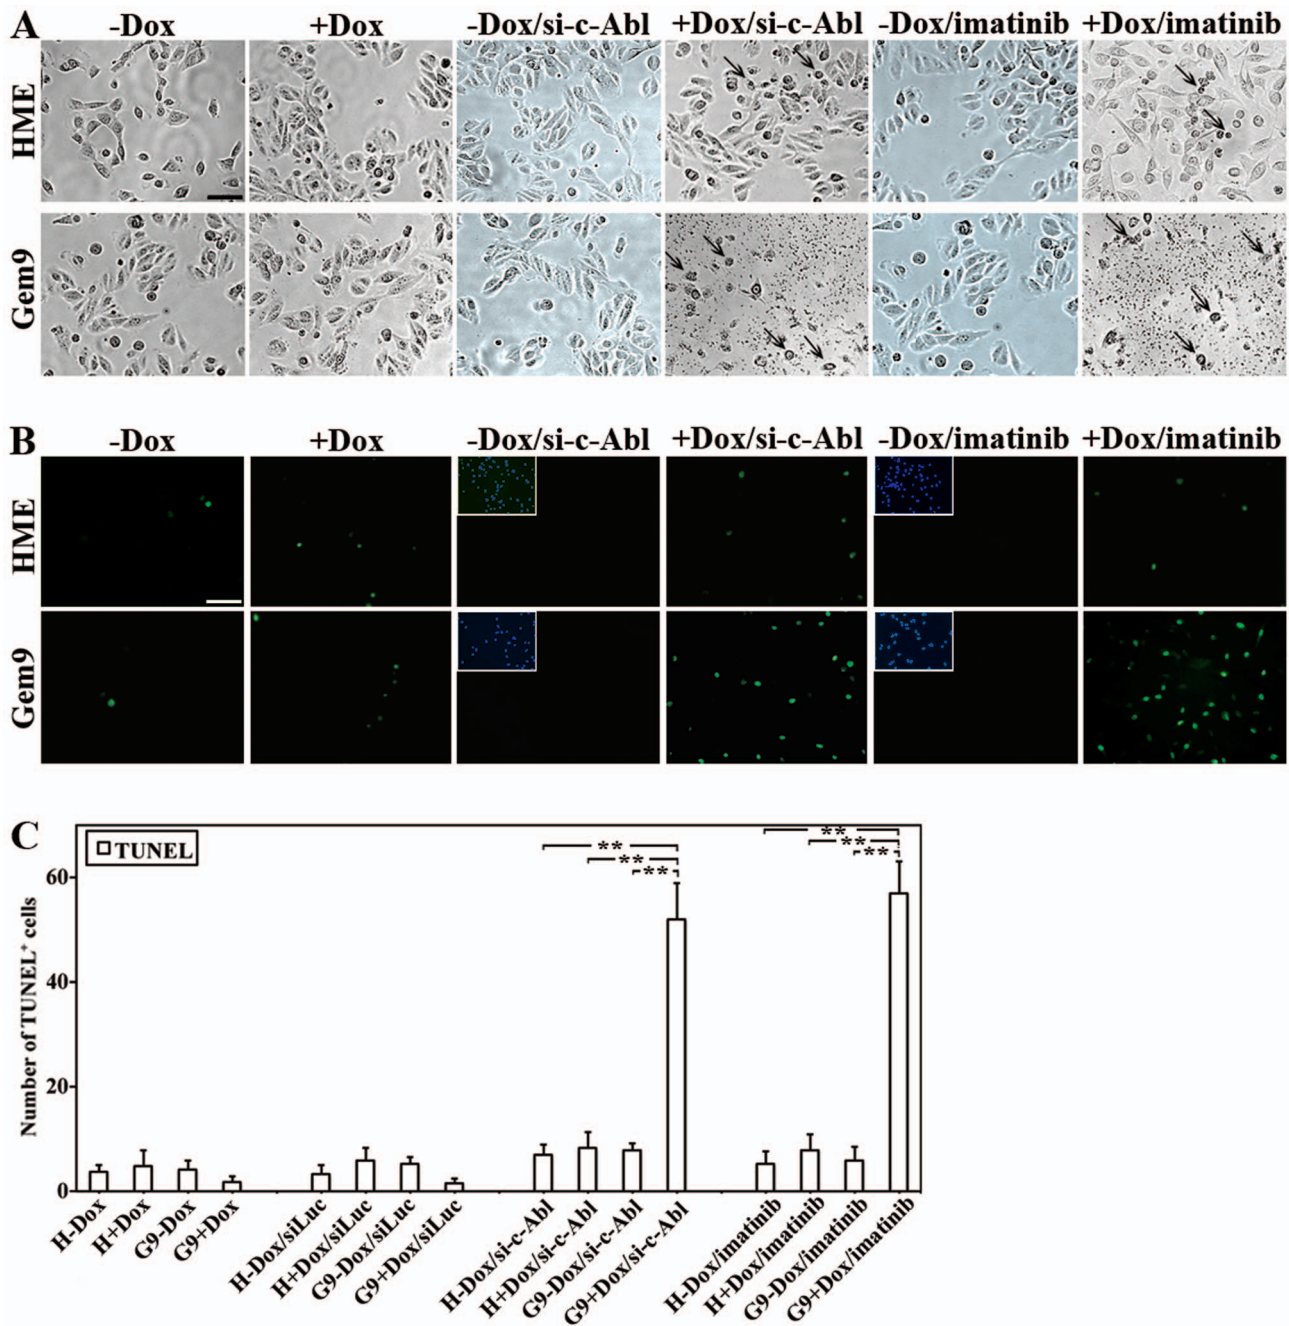 A
-Dox +Dox -Dox/si-c-Abl +Dox/si-c-Abl -Dox/imatinib +Dox/imatinib
HME
Gem9
B
-Dox +Dox -Dox/si-c-Abl +Dox/si-c-Abl -Dox/imatinib +Dox/imatinib
HME
Gem9
C
TUNEL
** **
** **
** **
Number of TUNEL⁺ cells
60
40
20
0
H-Dox
H+Dox
G9-Dox
G9+Dox
H-Dox/siLuc
H+Dox/siLuc
G9-Dox/siLuc
G9+Dox/siLuc
H-Dox/si-c-Abl
H+Dox/si-c-Abl
G9-Dox/si-c-Abl
G9+Dox/si-c-Abl
H-Dox/imatinib
H+Dox/imatinib
G9-Dox/imatinib
G9+Dox/imatinib